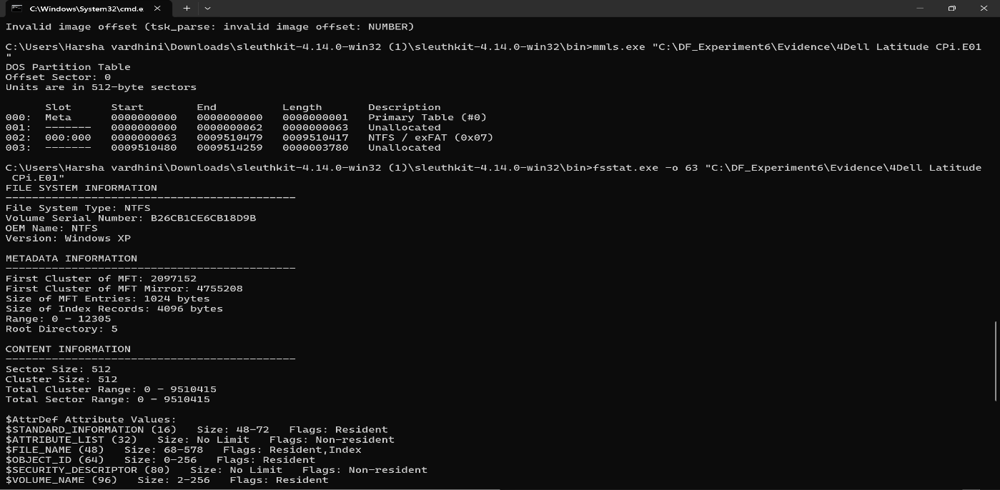 C:\Windows\System32\cmd.e
Invalid image offset (tsk_parse: invalid image offset: NUMBER)
C:\Users\Harsha vardhini\Downloads\sleuthkit-4.14.0-win32 (1)\sleuthkit-4.14.0-win32\bin>mmls.exe "C:\DF_Experiment6\Evidence\4Dell Latitude CPi.E01
"
DOS Partition Table
Offset Sector: 0
Units are in 512-byte sectors
      Slot      Start        End          Length       Description
000:  Meta      0000000000   0000000000   0000000001   Primary Table (#0)
001:  -------   0000000000   0000000062   0000000063   Unallocated
002:  000:000   0000000063   0009510479   0009510417   NTFS / exFAT (0x07)
003:  -------   0009510480   0009514259   0000003780   Unallocated
C:\Users\Harsha vardhini\Downloads\sleuthkit-4.14.0-win32 (1)\sleuthkit-4.14.0-win32\bin>fsstat.exe -o 63 "C:\DF_Experiment6\Evidence\4Dell Latitude
 CPi.E01"
FILE SYSTEM INFORMATION
--------------------------------------------
File System Type: NTFS
Volume Serial Number: B26CB1CE6CB18D9B
OEM Name: NTFS
Version: Windows XP
METADATA INFORMATION
--------------------------------------------
First Cluster of MFT: 2097152
First Cluster of MFT Mirror: 4755208
Size of MFT Entries: 1024 bytes
Size of Index Records: 4096 bytes
Range: 0 - 12305
Root Directory: 5
CONTENT INFORMATION
--------------------------------------------
Sector Size: 512
Cluster Size: 512
Total Cluster Range: 0 - 9510415
Total Sector Range: 0 - 9510415
$AttrDef Attribute Values:
$STANDARD_INFORMATION (16)   Size: 48-72   Flags: Resident
$ATTRIBUTE_LIST (32)   Size: No Limit   Flags: Non-resident
$FILE_NAME (48)   Size: 68-578   Flags: Resident,Index
$OBJECT_ID (64)   Size: 0-256   Flags: Resident
$SECURITY_DESCRIPTOR (80)   Size: No Limit   Flags: Non-resident
$VOLUME_NAME (96)   Size: 2-256   Flags: Resident